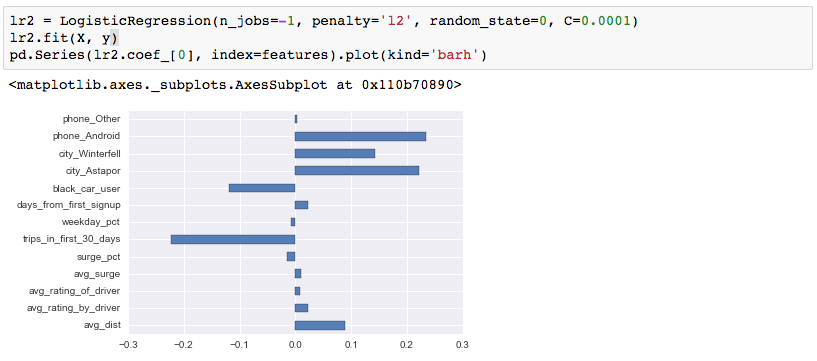 lr2 = LogisticRegression(n_jobs=-1, penalty='l2', random_state=0, C=0.0001)
lr2.fit(X, y)
pd.Series(lr2.coef_[0], index=features).plot(kind='barh')
<matplotlib.axes._subplots.AxesSubplot at 0x110b70890>
phone_Other
phone_Android
city_Winterfell
city_Astapor
black_car_user
days_from_first_signup
weekday_pct
trips_in_first_30_days
surge_pct
avg_surge
avg_rating_of_driver
avg_rating_by_driver
avg_dist
−0.3 −0.2 −0.1 0.0 0.1 0.2 0.3